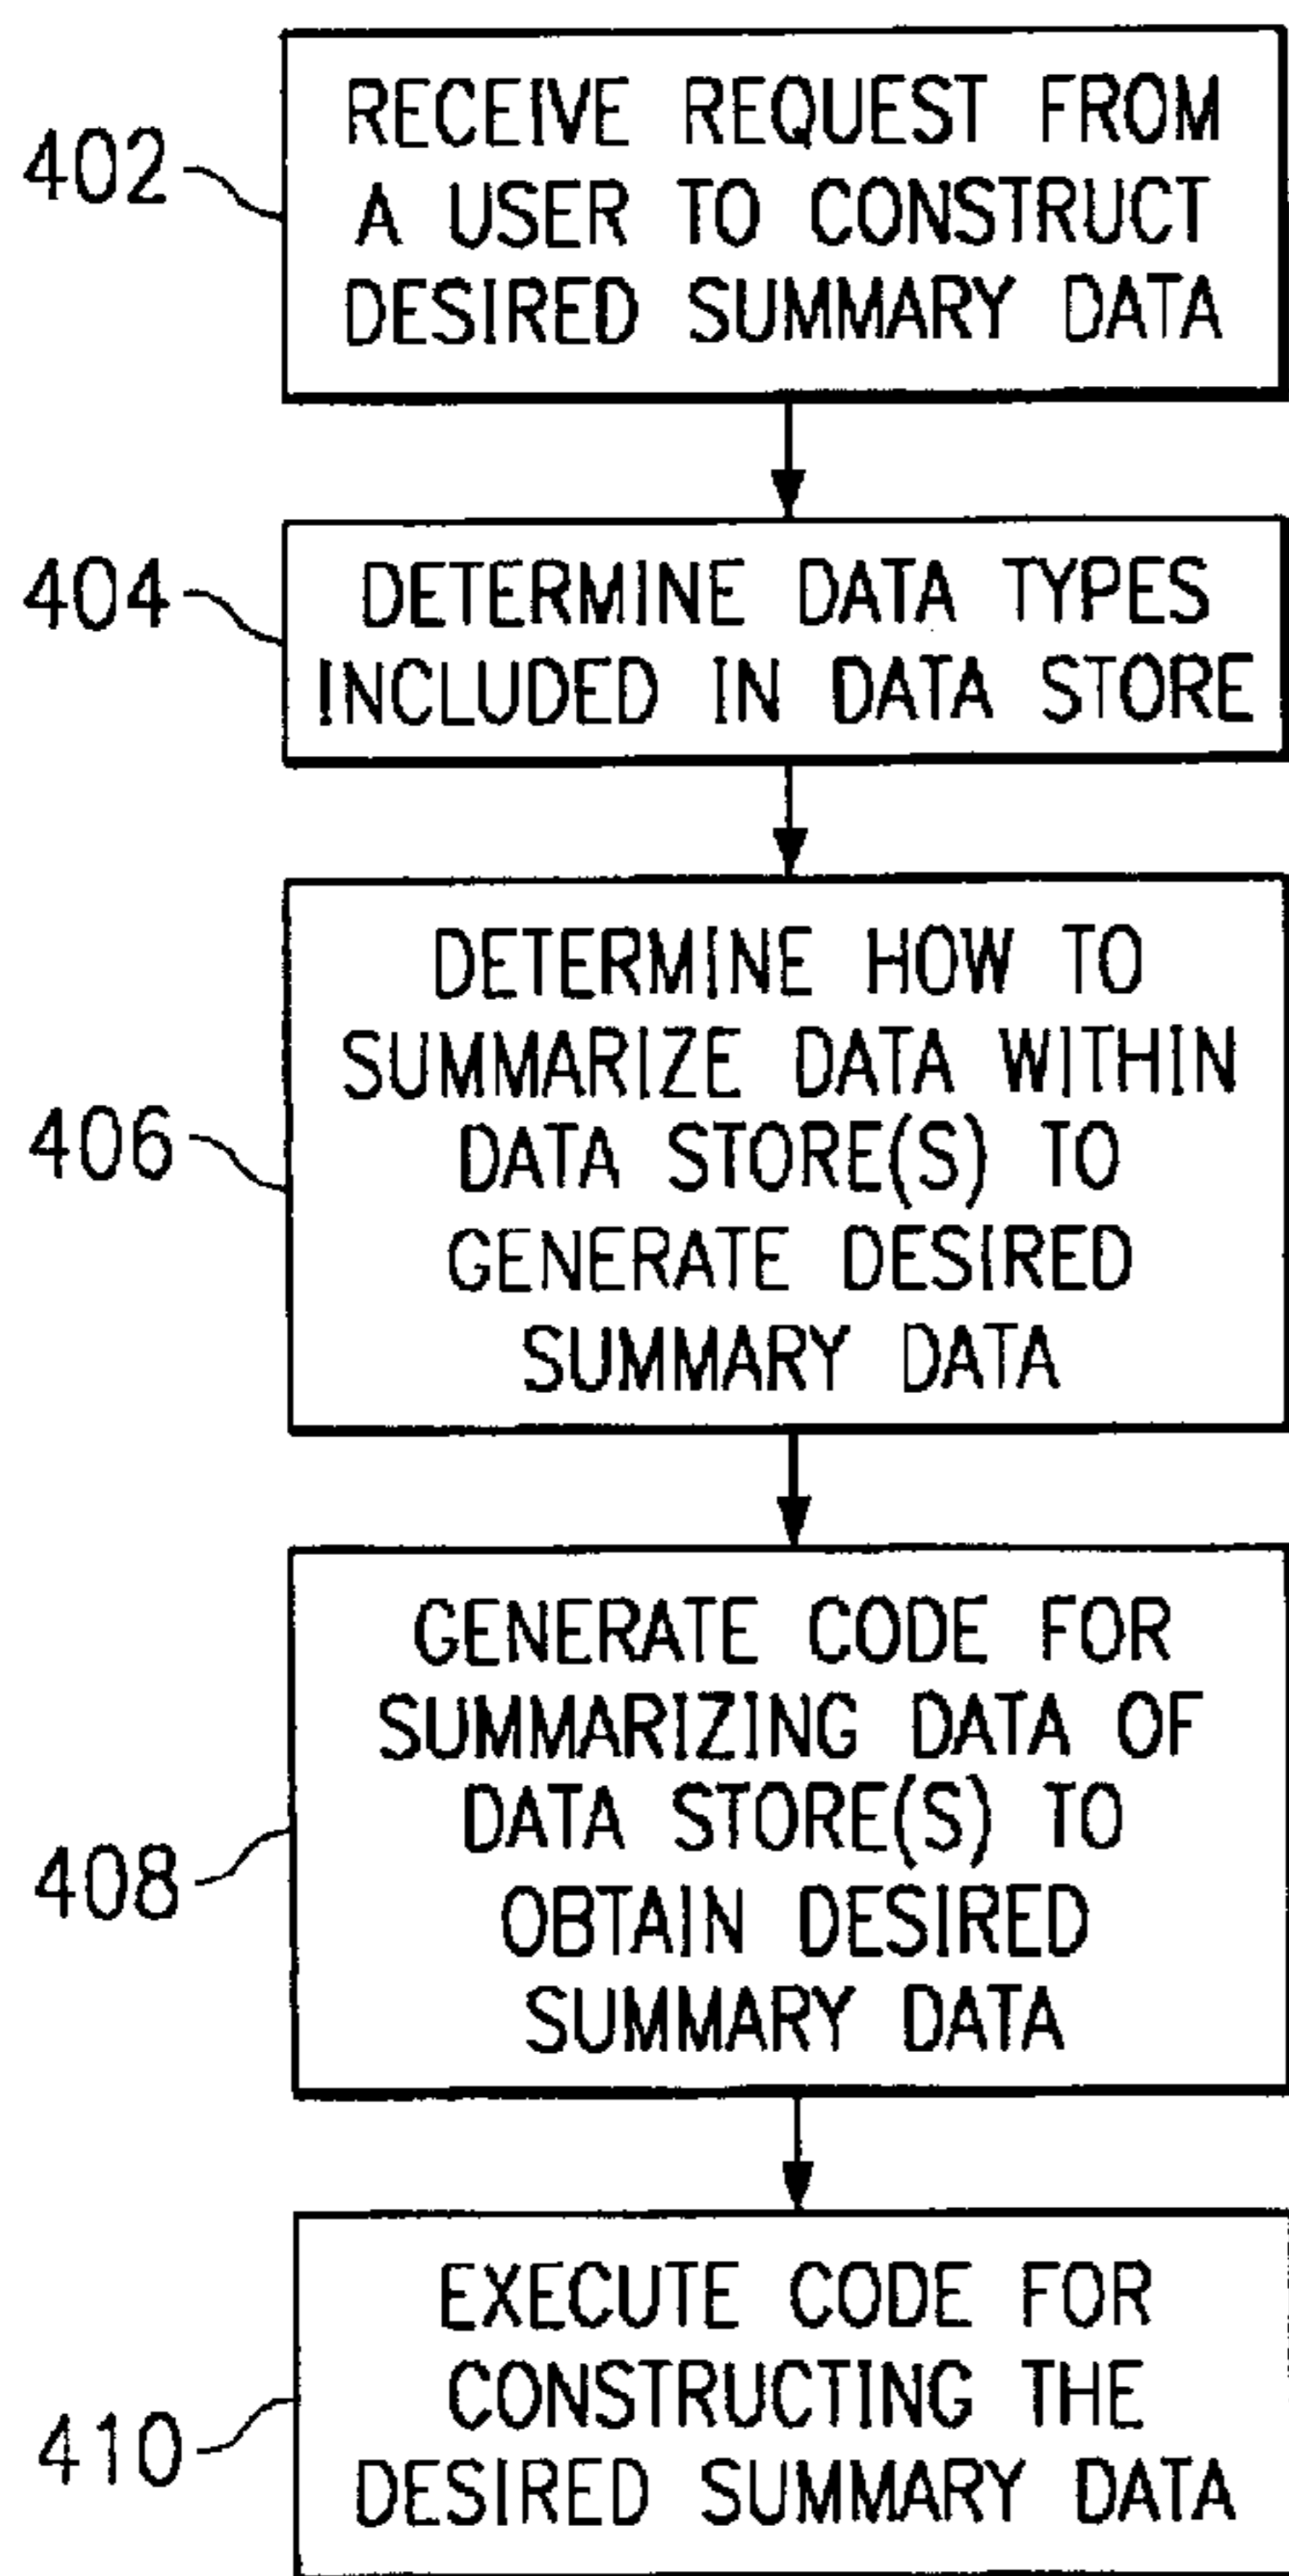 402
RECEIVE REQUEST FROM
A USER TO CONSTRUCT
DESIRED SUMMARY DATA
404
DETERMINE DATA TYPES
INCLUDED IN DATA STORE
406
DETERMINE HOW TO
SUMMARIZE DATA WITHIN
DATA STORE(S) TO
GENERATE DESIRED
SUMMARY DATA
408
GENERATE CODE FOR
SUMMARIZING DATA OF
DATA STORE(S) TO
OBTAIN DESIRED
SUMMARY DATA
410
EXECUTE CODE FOR
CONSTRUCTING THE
DESIRED SUMMARY DATA